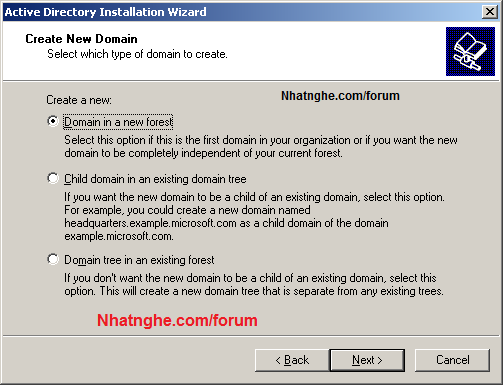 Active Directory Installation Wizard
Create New Domain
Select which type of domain to create.
Nhatnghe.com/forum
Create a new:
Domain in a new forest
Select this option if this is the first domain in your organization or if you want the new
domain to be completely independent of your current forest.
Child domain in an existing domain tree
If you want the new domain to be a child of an existing domain, select this option.
For example, you could create a new domain named
headquarters.example.microsoft.com as a child domain of the domain
example.microsoft.com.
Domain tree in an existing forest
If you don't want the new domain to be a child of an existing domain, select this
option. This will create a new domain tree that is separate from any existing trees.
Nhatnghe.com/forum
< Back
Next >
Cancel